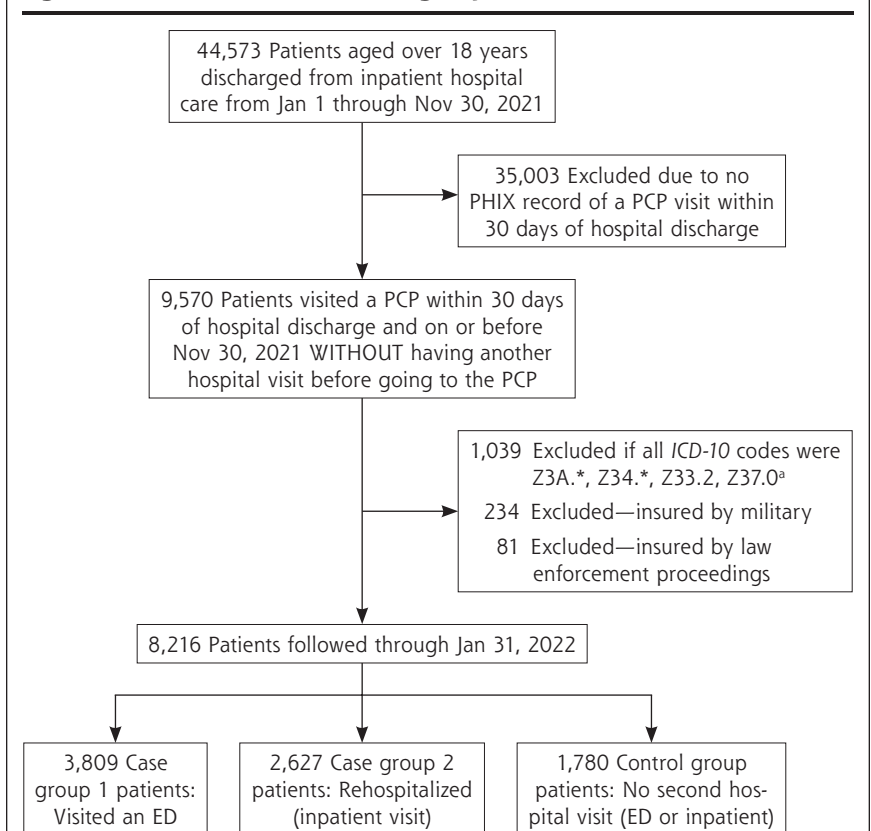 44,573 Patients aged over 18 years
discharged from inpatient hospital
care from Jan 1 through Nov 30, 2021
35,003 Excluded due to no
PHIX record of a PCP visit within
30 days of hospital discharge
9,570 Patients visited a PCP within 30 days
of hospital discharge and on or before
Nov 30, 2021 WITHOUT having another
hospital visit before going to the PCP
1,039 Excluded if all ICD-10 codes were
Z3A.*, Z34.*, Z33.2, Z37.0ᵃ
234 Excluded—insured by military
81 Excluded—insured by law
enforcement proceedings
8,216 Patients followed through Jan 31, 2022
3,809 Case
group 1 patients:
Visited an ED
2,627 Case group 2
patients: Rehospitalized
(inpatient visit)
1,780 Control group
patients: No second hos-
pital visit (ED or inpatient)